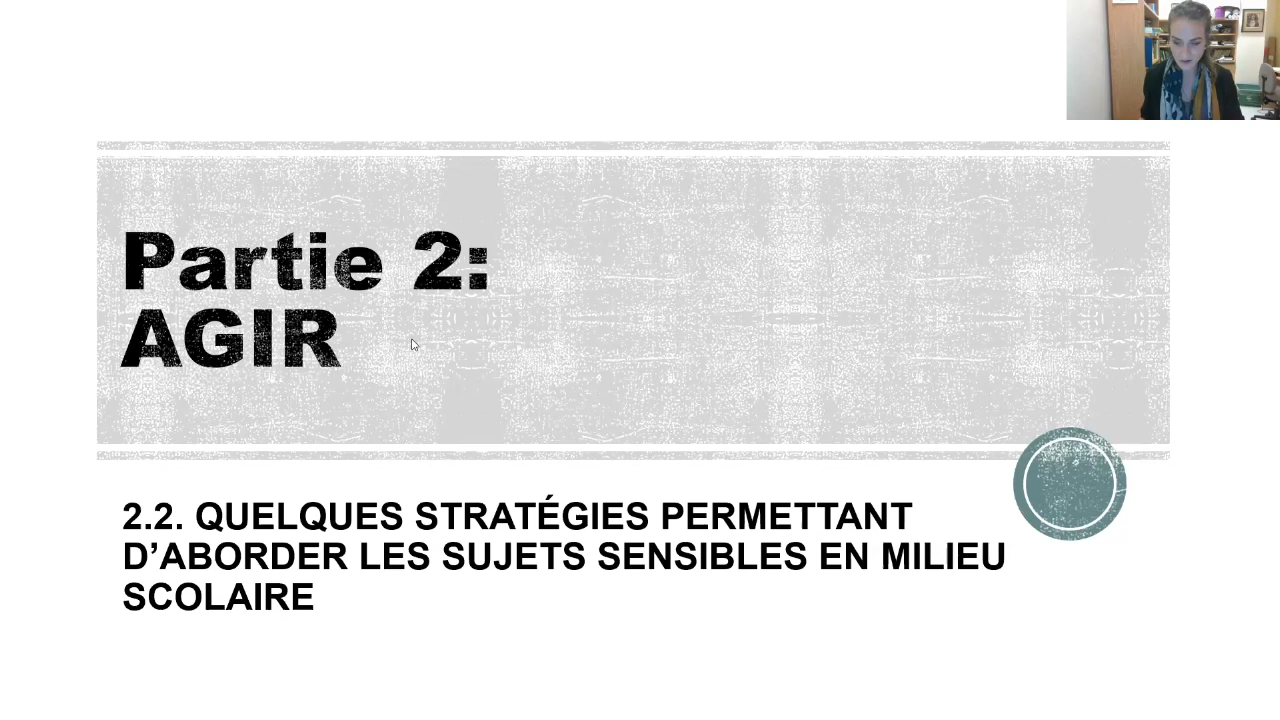 Partie 2:
AGIR
2.2. QUELQUES STRATÉGIES PERMETTANT
D’ABORDER LES SUJETS SENSIBLES EN MILIEU
SCOLAIRE